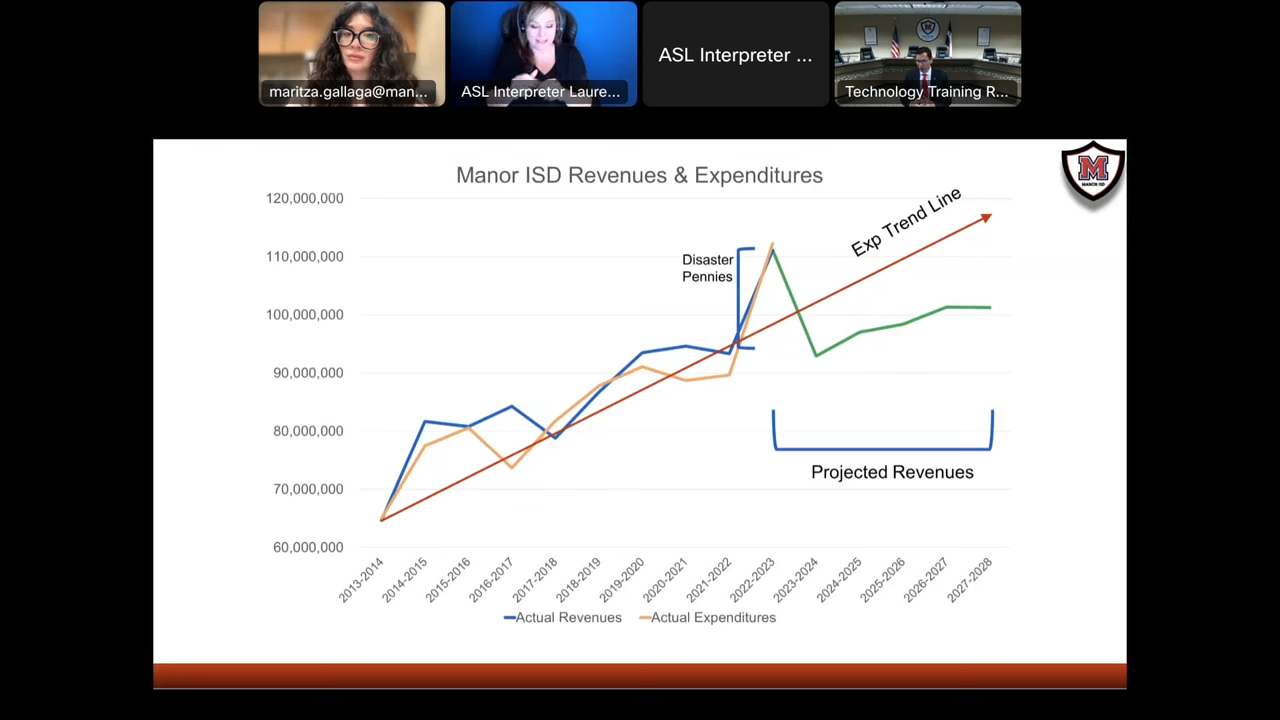 maritza.gallaga@man...
ASL Interpreter Laure...
ASL Interpreter ...
Technology Training R...
Manor ISD Revenues & Expenditures
M
MANOR ISD
120,000,000
110,000,000
100,000,000
90,000,000
80,000,000
70,000,000
60,000,000
Disaster
Pennies
Exp Trend Line
Projected Revenues
2013-2014
2014-2015
2015-2016
2016-2017
2017-2018
2018-2019
2019-2020
2020-2021
2021-2022
2022-2023
2023-2024
2024-2025
2025-2026
2026-2027
2027-2028
Actual Revenues
Actual Expenditures